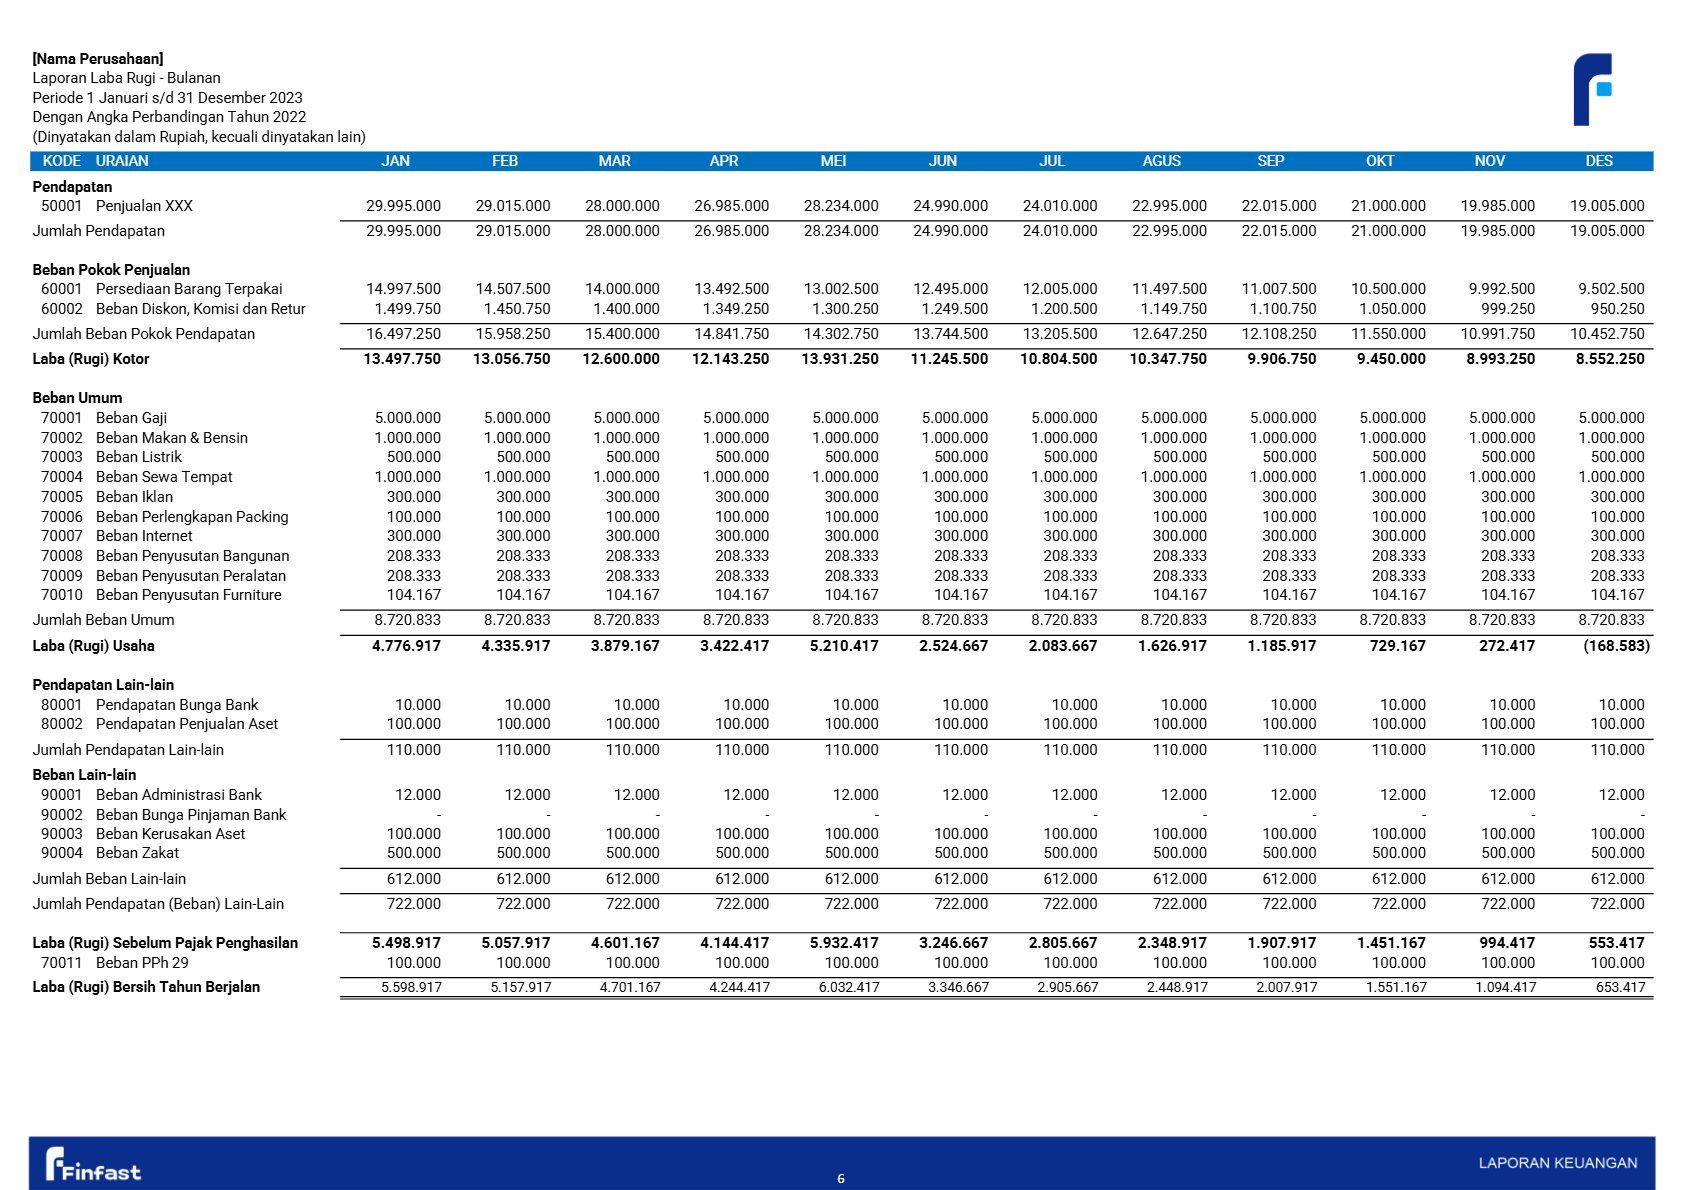 [Nama Perusahaan]
Laporan Laba Rugi - Bulanan
Periode 1 Januari s/d 31 Desember 2023
Dengan Angka Perbandingan Tahun 2022
(Dinyatakan dalam Rupiah, kecuali dinyatakan lain)
KODE URAIAN JAN FEB MAR APR MEI JUN JUL AGUS SEP OKT NOV DES
Pendapatan
50001 Penjualan XXX 29.995.000 29.015.000 28.000.000 26.985.000 28.234.000 24.990.000 24.010.000 22.995.000 22.015.000 21.000.000 19.985.000 19.005.000
Jumlah Pendapatan 29.995.000 29.015.000 28.000.000 26.985.000 28.234.000 24.990.000 24.010.000 22.995.000 22.015.000 21.000.000 19.985.000 19.005.000
Beban Pokok Penjualan
60001 Persediaan Barang Terpakai 14.997.500 14.507.500 14.000.000 13.492.500 13.002.500 12.495.000 12.005.000 11.497.500 11.007.500 10.500.000 9.992.500 9.502.500
60002 Beban Diskon, Komisi dan Retur 1.499.750 1.450.750 1.400.000 1.349.250 1.300.250 1.249.500 1.200.500 1.149.750 1.100.750 1.050.000 999.250 950.250
Jumlah Beban Pokok Pendapatan 16.497.250 15.958.250 15.400.000 14.841.750 14.302.750 13.744.500 13.205.500 12.647.250 12.108.250 11.550.000 10.991.750 10.452.750
Laba (Rugi) Kotor 13.497.750 13.056.750 12.600.000 12.143.250 13.931.250 11.245.500 10.804.500 10.347.750 9.906.750 9.450.000 8.993.250 8.552.250
Beban Umum
70001 Beban Gaji 5.000.000 5.000.000 5.000.000 5.000.000 5.000.000 5.000.000 5.000.000 5.000.000 5.000.000 5.000.000 5.000.000 5.000.000
70002 Beban Makan & Bensin 1.000.000 1.000.000 1.000.000 1.000.000 1.000.000 1.000.000 1.000.000 1.000.000 1.000.000 1.000.000 1.000.000 1.000.000
70003 Beban Listrik 500.000 500.000 500.000 500.000 500.000 500.000 500.000 500.000 500.000 500.000 500.000 500.000
70004 Beban Sewa Tempat 1.000.000 1.000.000 1.000.000 1.000.000 1.000.000 1.000.000 1.000.000 1.000.000 1.000.000 1.000.000 1.000.000 1.000.000
70005 Beban Iklan 300.000 300.000 300.000 300.000 300.000 300.000 300.000 300.000 300.000 300.000 300.000 300.000
70006 Beban Perlengkapan Packing 100.000 100.000 100.000 100.000 100.000 100.000 100.000 100.000 100.000 100.000 100.000 100.000
70007 Beban Internet 300.000 300.000 300.000 300.000 300.000 300.000 300.000 300.000 300.000 300.000 300.000 300.000
70008 Beban Penyusutan Bangunan 208.333 208.333 208.333 208.333 208.333 208.333 208.333 208.333 208.333 208.333 208.333 208.333
70009 Beban Penyusutan Peralatan 208.333 208.333 208.333 208.333 208.333 208.333 208.333 208.333 208.333 208.333 208.333 208.333
70010 Beban Penyusutan Furniture 104.167 104.167 104.167 104.167 104.167 104.167 104.167 104.167 104.167 104.167 104.167 104.167
Jumlah Beban Umum 8.720.833 8.720.833 8.720.833 8.720.833 8.720.833 8.720.833 8.720.833 8.720.833 8.720.833 8.720.833 8.720.833 8.720.833
Laba (Rugi) Usaha 4.776.917 4.335.917 3.879.167 3.422.417 5.210.417 2.524.667 2.083.667 1.626.917 1.185.917 729.167 272.417 (168.583)
Pendapatan Lain-lain
80001 Pendapatan Bunga Bank 10.000 10.000 10.000 10.000 10.000 10.000 10.000 10.000 10.000 10.000 10.000 10.000
80002 Pendapatan Penjualan Aset 100.000 100.000 100.000 100.000 100.000 100.000 100.000 100.000 100.000 100.000 100.000 100.000
Jumlah Pendapatan Lain-lain 110.000 110.000 110.000 110.000 110.000 110.000 110.000 110.000 110.000 110.000 110.000 110.000
Beban Lain-lain
90001 Beban Administrasi Bank 12.000 12.000 12.000 12.000 12.000 12.000 12.000 12.000 12.000 12.000 12.000 12.000
90002 Beban Bunga Pinjaman Bank - - - - - - - - - - - -
90003 Beban Kerusakan Aset 100.000 100.000 100.000 100.000 100.000 100.000 100.000 100.000 100.000 100.000 100.000 100.000
90004 Beban Zakat 500.000 500.000 500.000 500.000 500.000 500.000 500.000 500.000 500.000 500.000 500.000 500.000
Jumlah Beban Lain-lain 612.000 612.000 612.000 612.000 612.000 612.000 612.000 612.000 612.000 612.000 612.000 612.000
Jumlah Pendapatan (Beban) Lain-Lain 722.000 722.000 722.000 722.000 722.000 722.000 722.000 722.000 722.000 722.000 722.000 722.000
Laba (Rugi) Sebelum Pajak Penghasilan 5.498.917 5.057.917 4.601.167 4.144.417 5.932.417 3.246.667 2.805.667 2.348.917 1.907.917 1.451.167 994.417 553.417
70011 Beban PPh 29 100.000 100.000 100.000 100.000 100.000 100.000 100.000 100.000 100.000 100.000 100.000 100.000
Laba (Rugi) Bersih Tahun Berjalan 5.598.917 5.157.917 4.701.167 4.244.417 6.032.417 3.346.667 2.905.667 2.448.917 2.007.917 1.551.167 1.094.417 653.417
Finfast
6
LAPORAN KEUANGAN